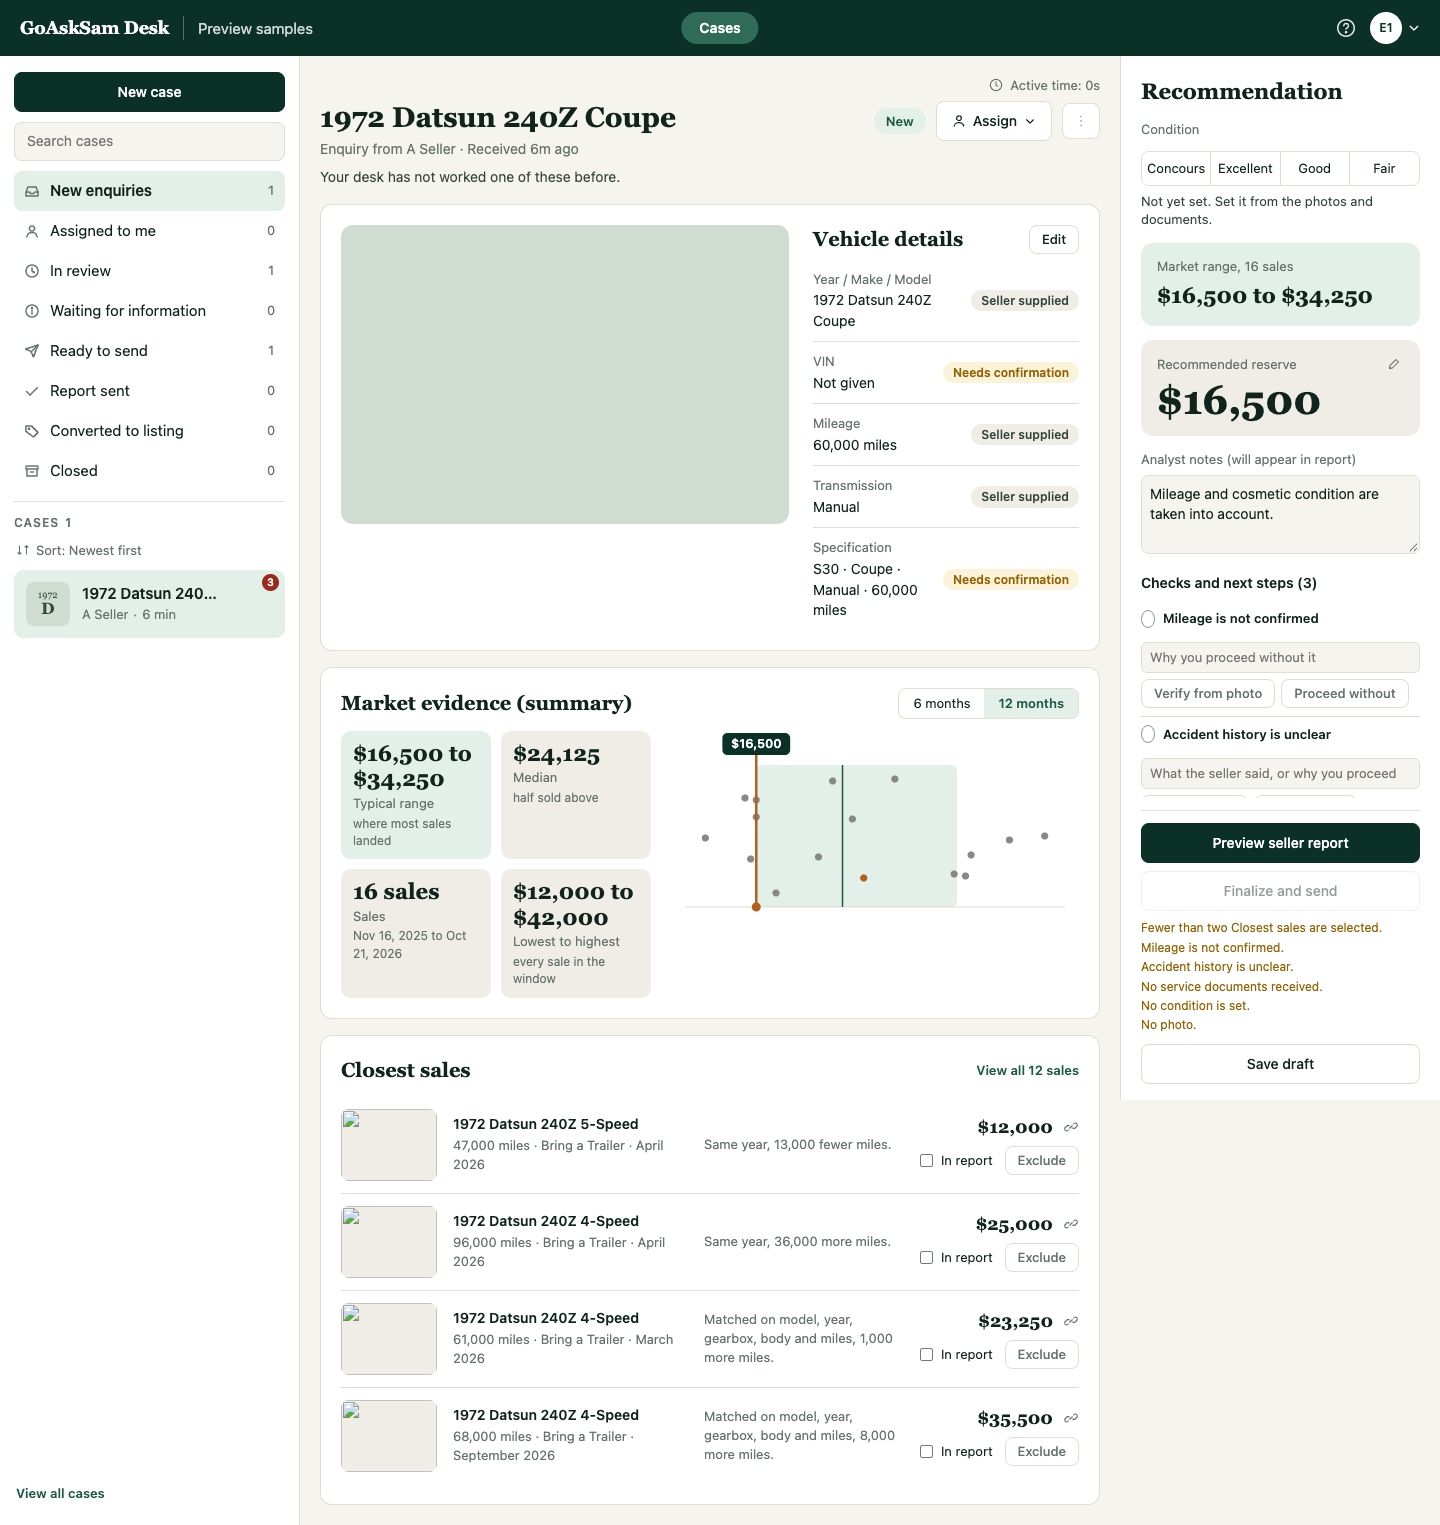 GoAskSam Desk
Preview samples
Cases
E1
New case
Search cases
New enquiries 1
Assigned to me 0
In review 1
Waiting for information 0
Ready to send 1
Report sent 0
Converted to listing 0
Closed 0
CASES 1
Sort: Newest first
1972
D
1972 Datsun 240...
A Seller · 6 min
3
View all cases
Active time: 0s
1972 Datsun 240Z Coupe
New
Assign
Enquiry from A Seller · Received 6m ago
Your desk has not worked one of these before.
Vehicle details
Edit
Year / Make / Model
1972 Datsun 240Z
Coupe
Seller supplied
VIN
Not given
Needs confirmation
Mileage
60,000 miles
Seller supplied
Transmission
Manual
Seller supplied
Specification
S30 · Coupe ·
Manual · 60,000
miles
Needs confirmation
Market evidence (summary)
6 months
12 months
$16,500 to
$34,250
Typical range
where most sales
landed
$24,125
Median
half sold above
16 sales
Sales
Nov 16, 2025 to Oct
21, 2026
$12,000 to
$42,000
Lowest to highest
every sale in the
window
$16,500
Closest sales
View all 12 sales
1972 Datsun 240Z 5-Speed
47,000 miles · Bring a Trailer · April
2026
Same year, 13,000 fewer miles.
$12,000
In report
Exclude
1972 Datsun 240Z 4-Speed
96,000 miles · Bring a Trailer · April
2026
Same year, 36,000 more miles.
$25,000
In report
Exclude
1972 Datsun 240Z 4-Speed
61,000 miles · Bring a Trailer · March
2026
Matched on model, year,
gearbox, body and miles, 1,000
more miles.
$23,250
In report
Exclude
1972 Datsun 240Z 4-Speed
68,000 miles · Bring a Trailer ·
September 2026
Matched on model, year,
gearbox, body and miles, 8,000
more miles.
$35,500
In report
Exclude
Recommendation
Condition
Concours
Excellent
Good
Fair
Not yet set. Set it from the photos and
documents.
Market range, 16 sales
$16,500 to $34,250
Recommended reserve
$16,500
Analyst notes (will appear in report)
Mileage and cosmetic condition are
taken into account.
Checks and next steps (3)
Mileage is not confirmed
Why you proceed without it
Verify from photo
Proceed without
Accident history is unclear
What the seller said, or why you proceed
Preview seller report
Finalize and send
Fewer than two Closest sales are selected.
Mileage is not confirmed.
Accident history is unclear.
No service documents received.
No condition is set.
No photo.
Save draft